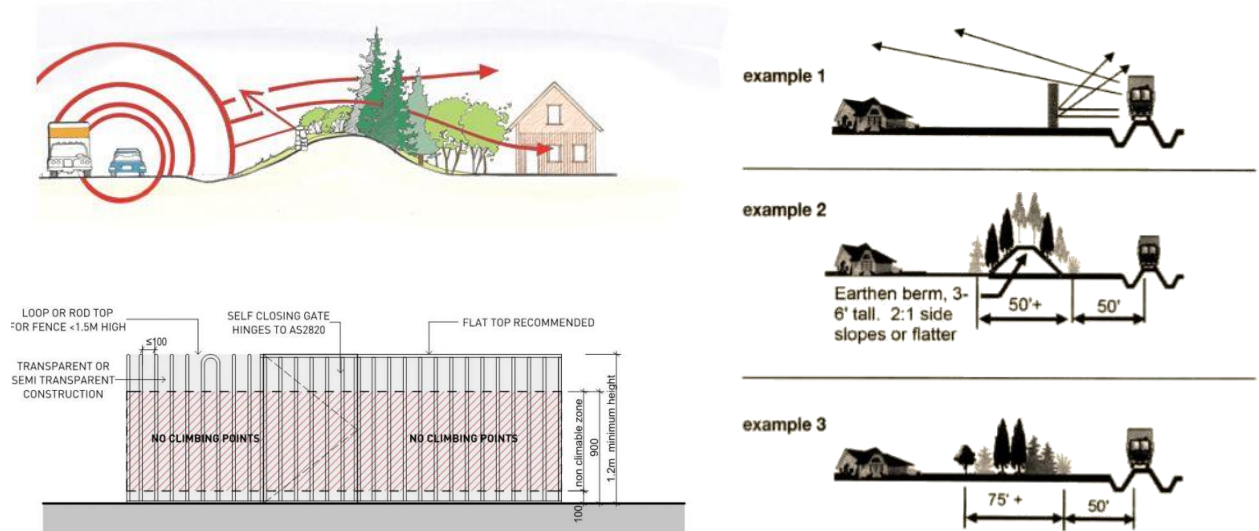 LOOP OR ROD TOP
FOR FENCE <1.5M HIGH
≤100
TRANSPARENT OR
SEMI TRANSPARENT
CONSTRUCTION
SELF CLOSING GATE
HINGES TO AS2820
FLAT TOP RECOMMENDED
NO CLIMBING POINTS
NO CLIMBING POINTS
non climable zone
900
1.2m minimum height
100
example 1
example 2
Earthen berm, 3-
6' tall. 2:1 side
slopes or flatter
50'+
50'
example 3
75' +
50'